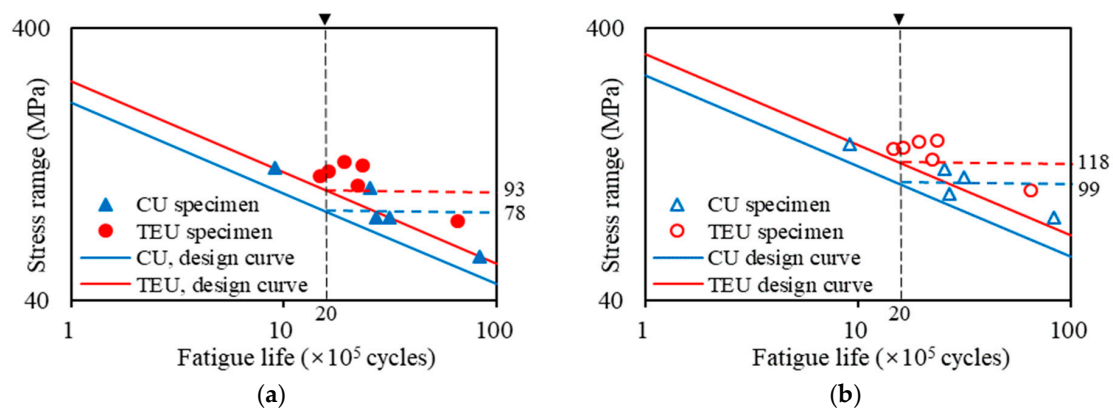 400
Stress ramge (MPa)
93
78
CU specimen
TEU specimen
CU, design curve
TEU, design curve
40
1
10
20
100
Fatigue life (×10⁵ cycles)
(a)
400
Stress range (MPa)
118
99
CU specimen
TEU specimen
CU design curve
TEU design curve
40
1
10
20
100
Fatigue life (×10⁵ cycles)
(b)